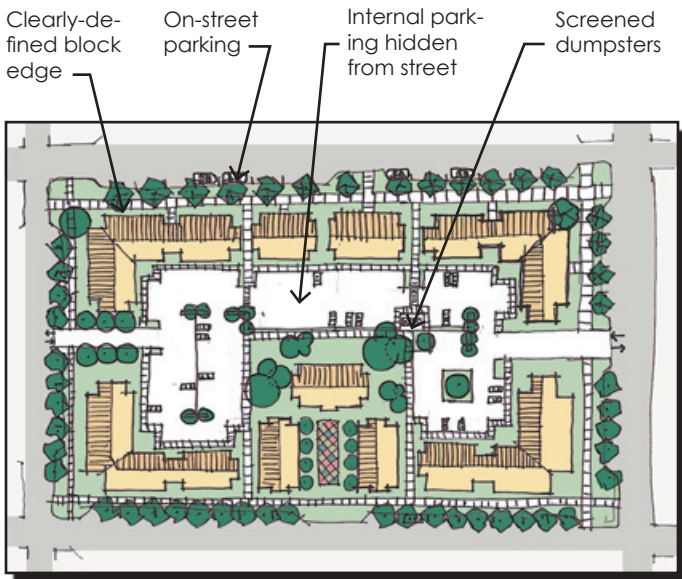 Clearly-de-
fined block
edge
On-street
parking
Internal park-
ing hidden
from street
Screened
dumpsters